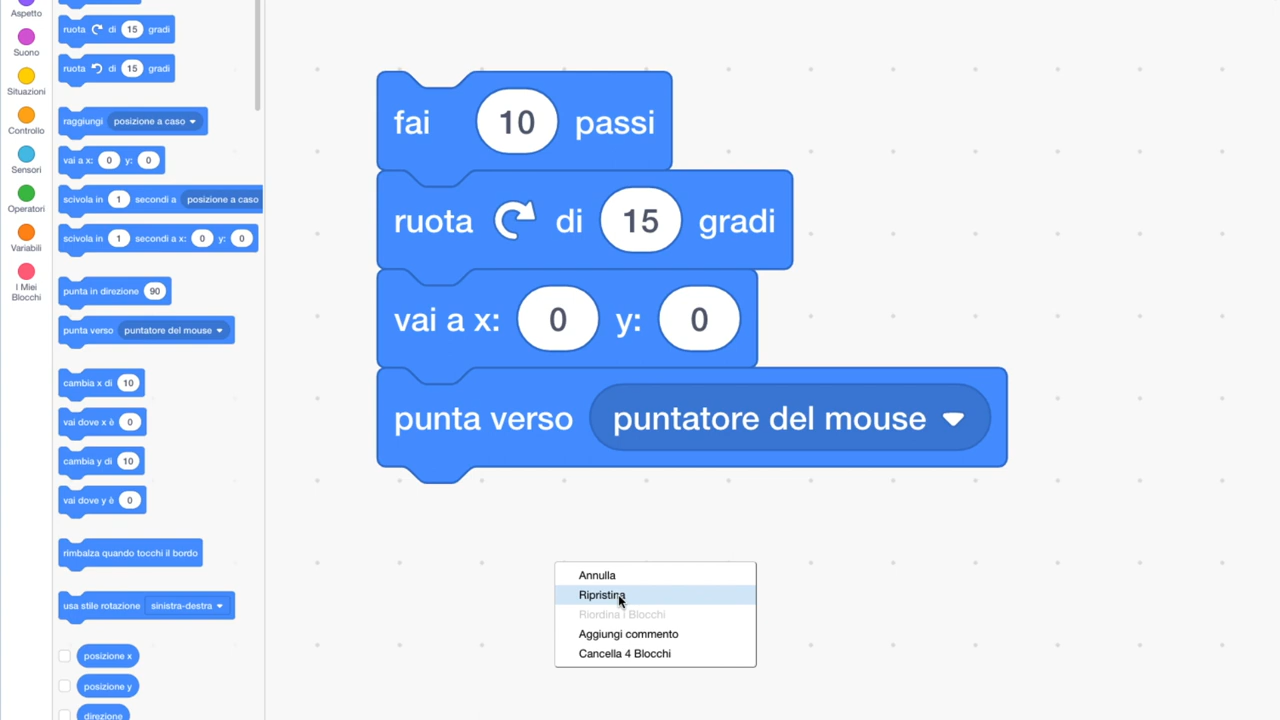 Aspetto
Suono
Situazioni
Controllo
Sensori
Operatori
Variabili
I Miei
Blocchi
ruota di 15 gradi
ruota di 15 gradi
raggiungi posizione a caso
vai a x: 0 y: 0
scivola in 1 secondi a posizione a caso
scivola in 1 secondi a x: 0 y: 0
punta in direzione 90
punta verso puntatore del mouse
cambia x di 10
vai dove x è 0
cambia y di 10
vai dove y è 0
rimbalza quando tocchi il bordo
usa stile rotazione sinistra-destra
posizione x
posizione y
direzione
fai 10 passi
ruota di 15 gradi
vai a x: 0 y: 0
punta verso puntatore del mouse
Annulla
Ripristina
Riordina i Blocchi
Aggiungi commento
Cancella 4 Blocchi